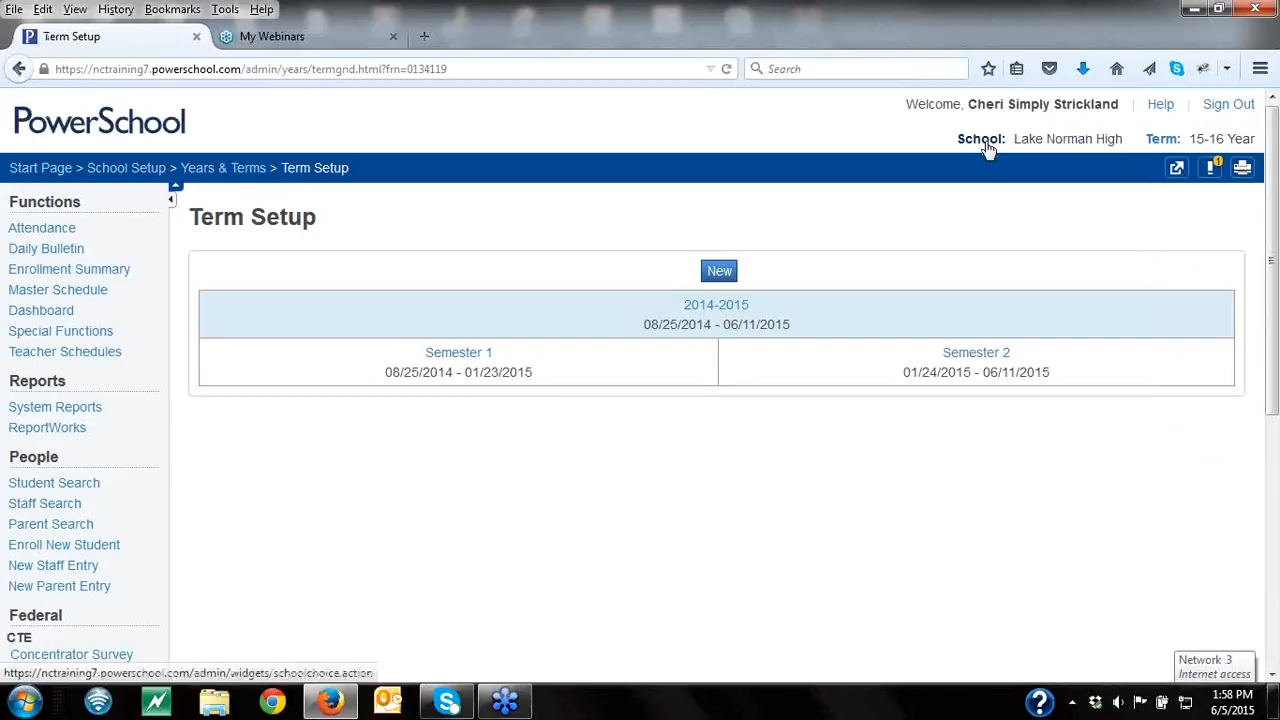 File Edit View History Bookmarks Tools Help
Term Setup
My Webinars
https://nctraining7.powerschool.com/admin/years/termgrid.html?frn=0134119
Search
Welcome, Cheri Simply Strickland Help Sign Out
PowerSchool
School: Lake Norman High Term: 15-16 Year
Start Page > School Setup > Years & Terms > Term Setup
Functions
Attendance
Daily Bulletin
Enrollment Summary
Master Schedule
Dashboard
Special Functions
Teacher Schedules
Reports
System Reports
ReportWorks
People
Student Search
Staff Search
Parent Search
Enroll New Student
New Staff Entry
New Parent Entry
Federal
CTE
Concentrator Survey
Term Setup
New
2014-2015
08/25/2014 - 06/11/2015
Semester 1
08/25/2014 - 01/23/2015
Semester 2
01/24/2015 - 06/11/2015
https://nctraining7.powerschool.com/admin/widgets/schoolchoice.action
Network 3
Internet access
1:58 PM
6/5/2015